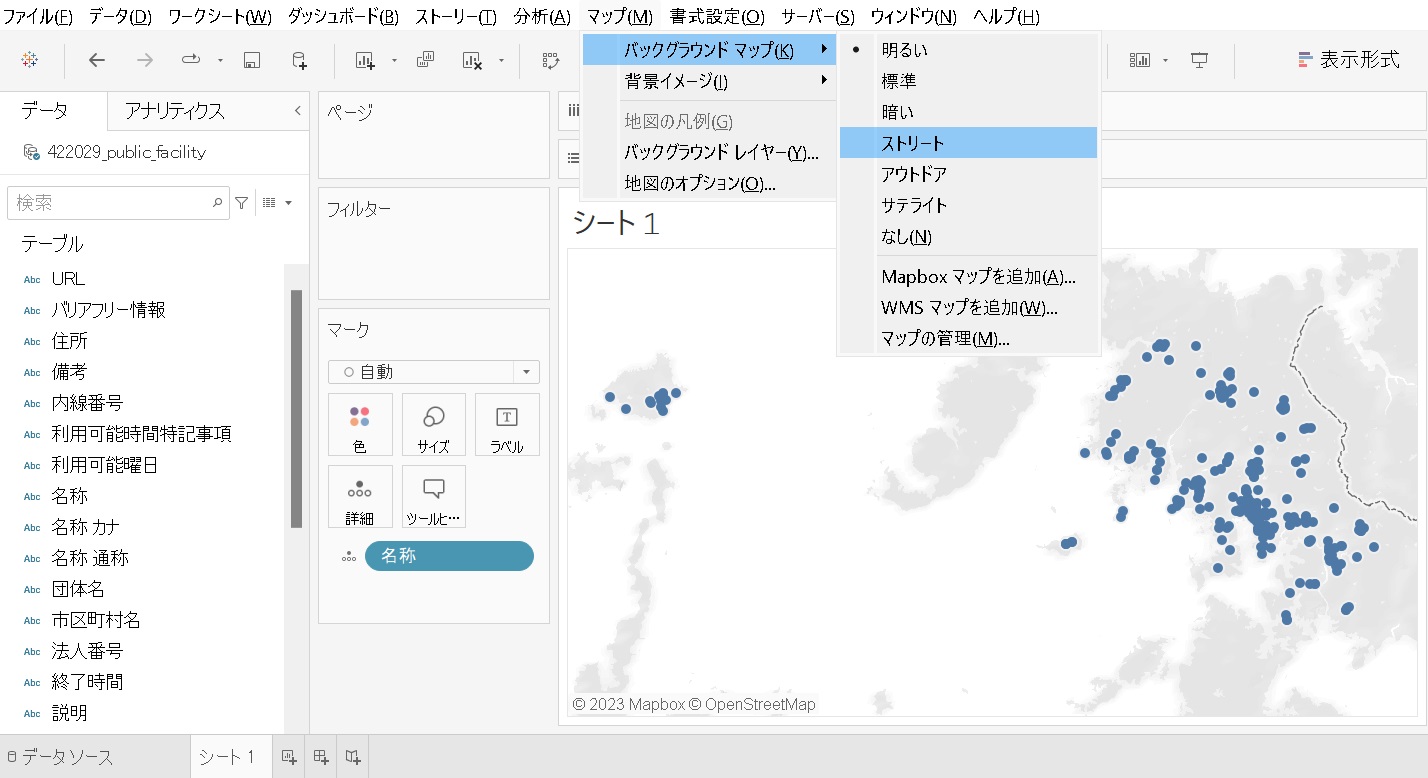 ファイル(F) データ(D) ワークシート(W) ダッシュボード(B) ストーリー(T) 分析(A) マップ(M) 書式設定(O) サーバー(S) ウィンドウ(N) ヘルプ(H)
バックグラウンド マップ(K)
背景イメージ(I)
地図の凡例(G)
バックグラウンド レイヤー(Y)...
地図のオプション(O)...
明るい
標準
暗い
ストリート
アウトドア
サテライト
なし(N)
Mapbox マップを追加(A)...
WMS マップを追加(W)...
マップの管理(M)...
表示形式
データ アナリティクス
422029_public_facility
検索
テーブル
Abc URL
Abc バリアフリー情報
Abc 住所
Abc 備考
Abc 内線番号
Abc 利用可能時間特記事項
Abc 利用可能曜日
Abc 名称
Abc 名称 カナ
Abc 名称 通称
Abc 団体名
Abc 市区町村名
Abc 法人番号
Abc 終了時間
Abc 説明
ページ
フィルター
マーク
自動
色 サイズ ラベル
詳細 ツールヒ…
名称
シート 1
© 2023 Mapbox © OpenStreetMap
データ ソース シート 1